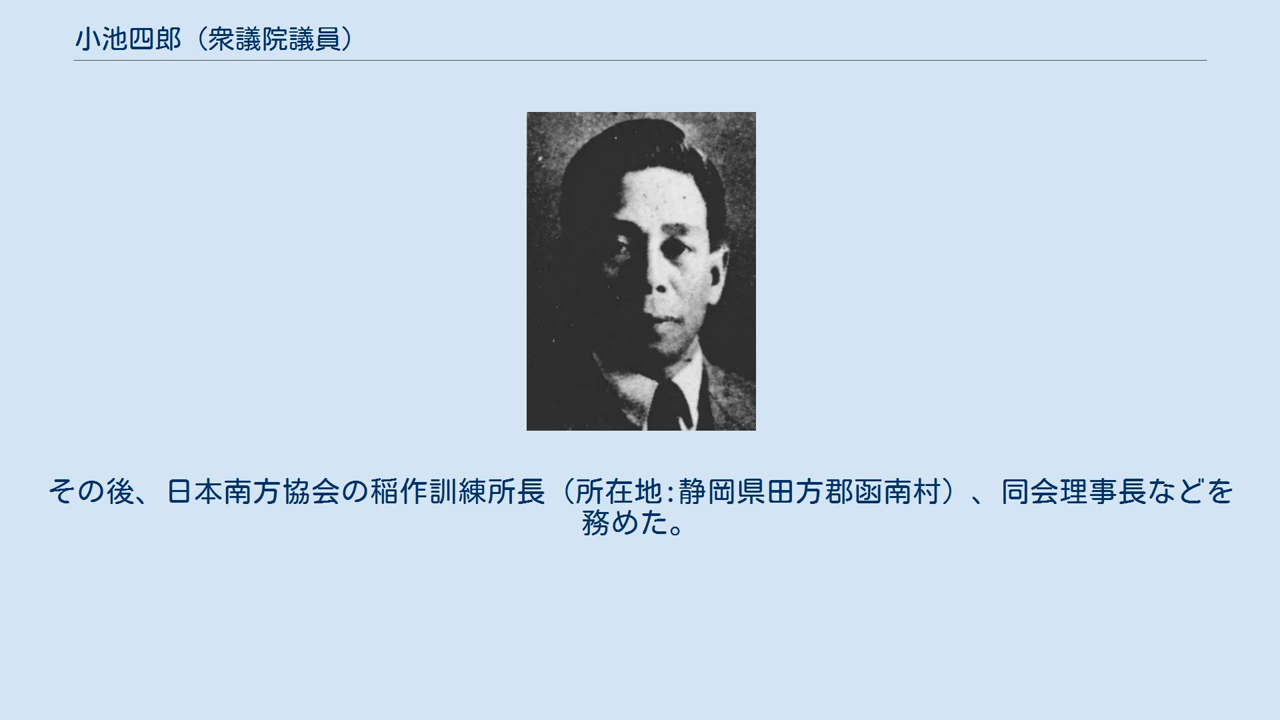 小池四郎（衆議院議員）
その後、日本南方協会の稲作訓練所長（所在地:静岡県田方郡函南村）、同会理事長などを
務めた。